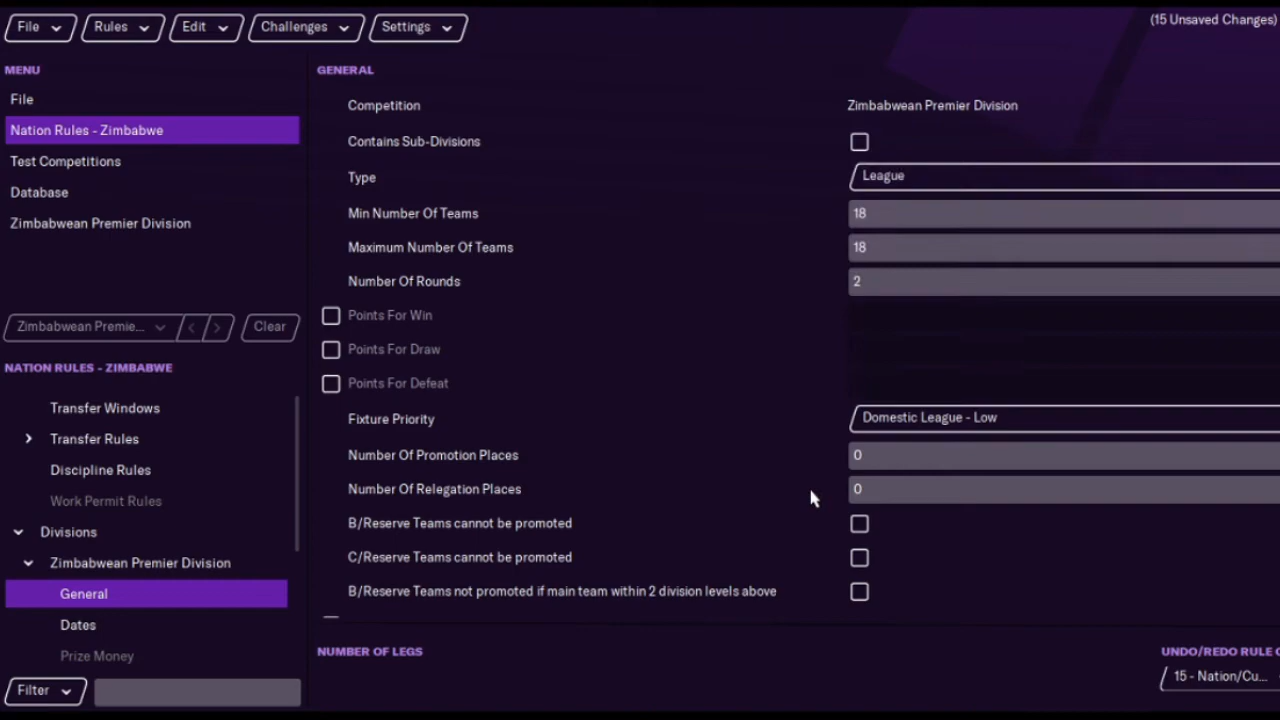 File
Rules
Edit
Challenges
Settings
(15 Unsaved Changes)
MENU
File
Nation Rules - Zimbabwe
Test Competitions
Database
Zimbabwean Premier Division
Zimbabwean Premie...
Clear
NATION RULES - ZIMBABWE
Transfer Windows
Transfer Rules
Discipline Rules
Work Permit Rules
Divisions
Zimbabwean Premier Division
General
Dates
Prize Money
Filter
GENERAL
Competition Zimbabwean Premier Division
Contains Sub-Divisions
Type League
Min Number Of Teams 18
Maximum Number Of Teams 18
Number Of Rounds 2
Points For Win
Points For Draw
Points For Defeat
Fixture Priority Domestic League - Low
Number Of Promotion Places 0
Number Of Relegation Places 0
B/Reserve Teams cannot be promoted
C/Reserve Teams cannot be promoted
B/Reserve Teams not promoted if main team within 2 division levels above
NUMBER OF LEGS
UNDO/REDO RULE
15 - Nation/Cu...